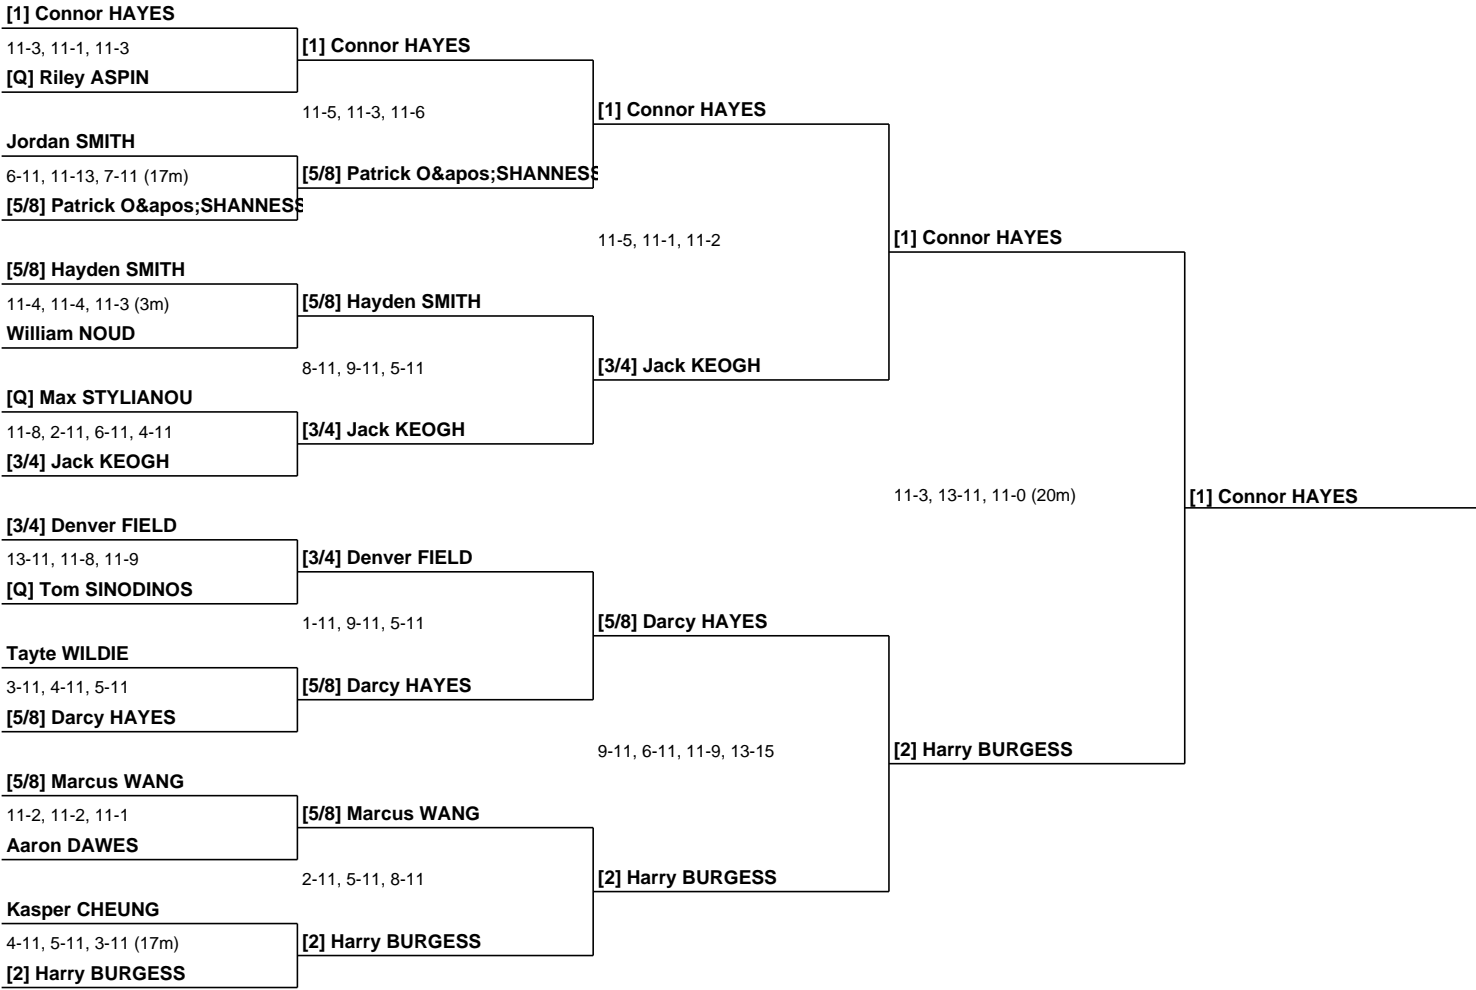 [1] Connor HAYES
11-3, 11-1, 11-3
[Q] Riley ASPIN
Jordan SMITH
6-11, 11-13, 7-11 (17m)
[5/8] Patrick O&apos;SHANNESS
[5/8] Hayden SMITH
11-4, 11-4, 11-3 (3m)
William NOUD
[Q] Max STYLIANOU
11-8, 2-11, 6-11, 4-11
[3/4] Jack KEOGH
[3/4] Denver FIELD
13-11, 11-8, 11-9
[Q] Tom SINODINOS
Tayte WILDIE
3-11, 4-11, 5-11
[5/8] Darcy HAYES
[5/8] Marcus WANG
11-2, 11-2, 11-1
Aaron DAWES
Kasper CHEUNG
4-11, 5-11, 3-11 (17m)
[2] Harry BURGESS
[1] Connor HAYES
11-5, 11-3, 11-6
[5/8] Patrick O&apos;SHANNESS
[5/8] Hayden SMITH
8-11, 9-11, 5-11
[3/4] Jack KEOGH
[3/4] Denver FIELD
1-11, 9-11, 5-11
[5/8] Darcy HAYES
[5/8] Marcus WANG
2-11, 5-11, 8-11
[2] Harry BURGESS
[1] Connor HAYES
11-5, 11-1, 11-2
[3/4] Jack KEOGH
[5/8] Darcy HAYES
9-11, 6-11, 11-9, 13-15
[2] Harry BURGESS
[1] Connor HAYES
11-3, 13-11, 11-0 (20m)
[2] Harry BURGESS
[1] Connor HAYES